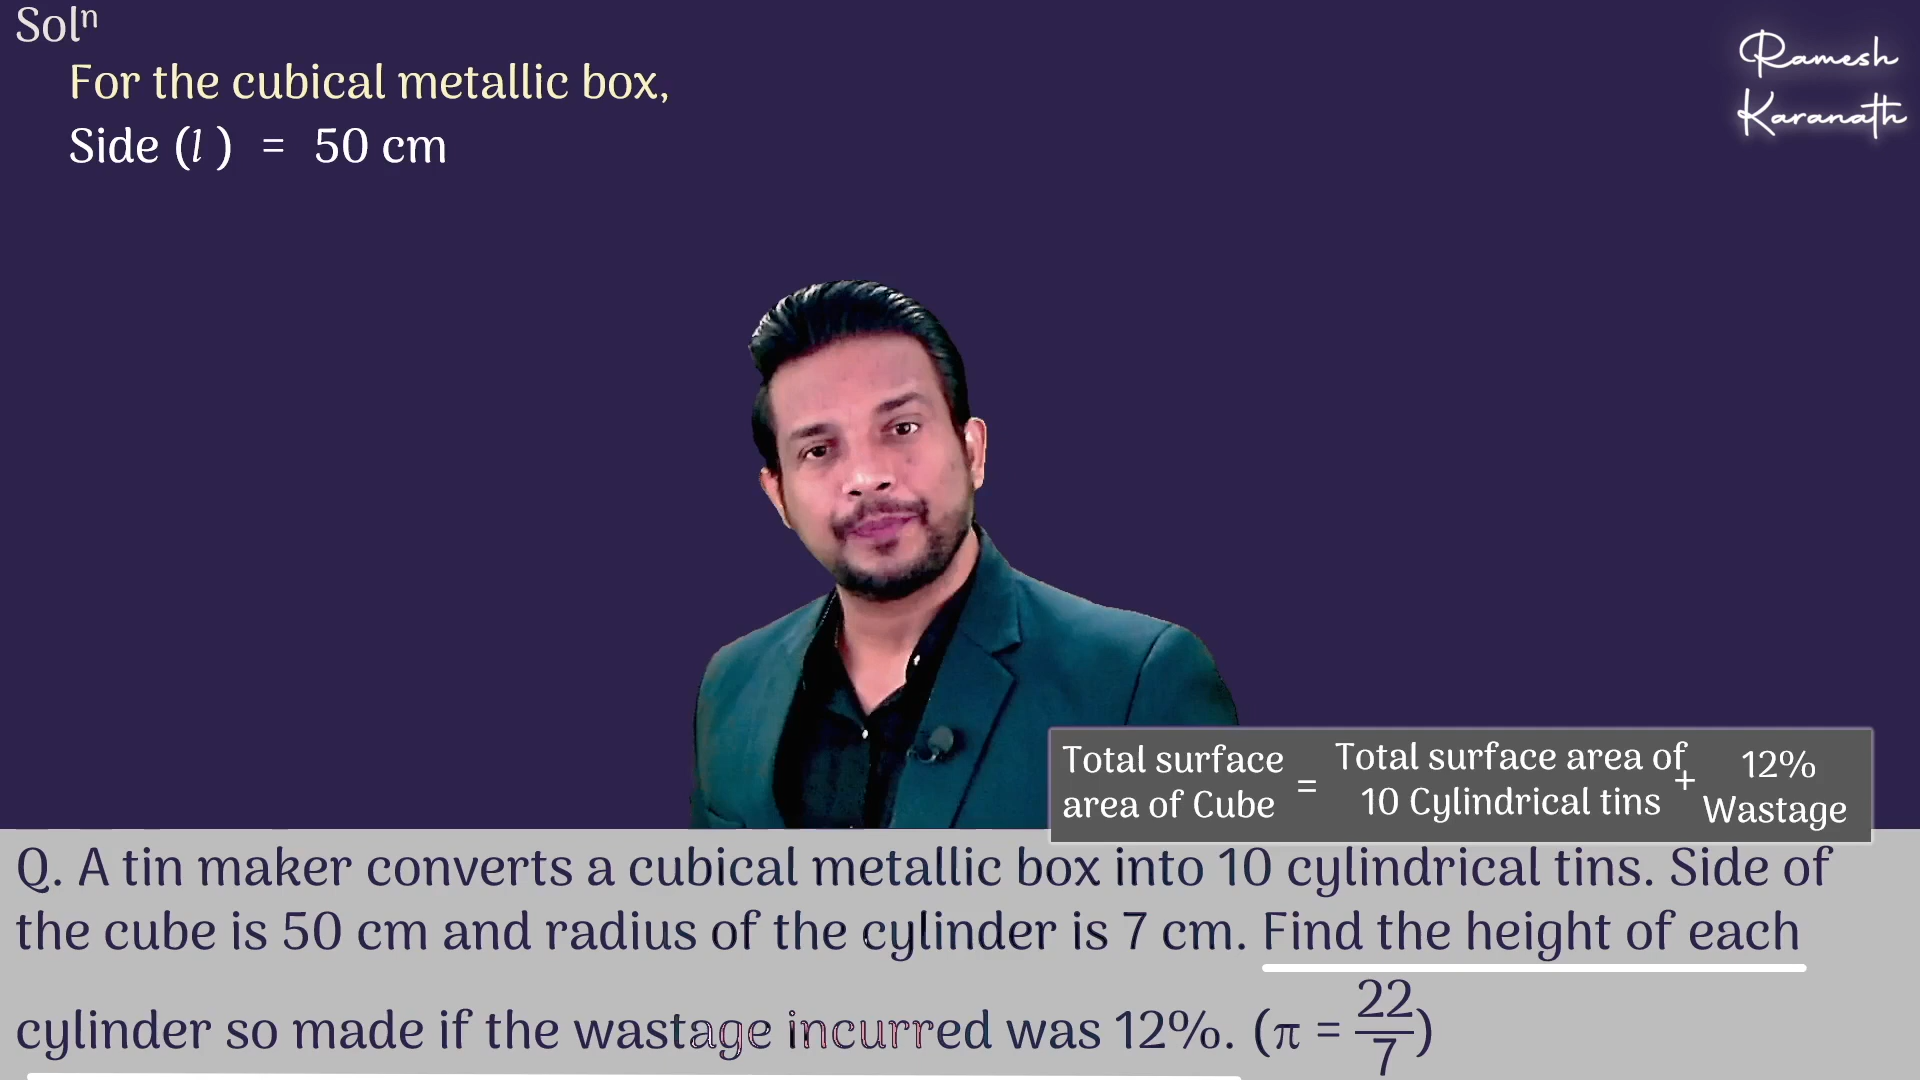 Solⁿ
For the cubical metallic box,
Side (l) = 50 cm
Ramesh
Karanath
Total surface area of Cube = Total surface area of 10 Cylindrical tins + 12% Wastage
Q. A tin maker converts a cubical metallic box into 10 cylindrical tins. Side of
the cube is 50 cm and radius of the cylinder is 7 cm. Find the height of each
cylinder so made if the wastage incurred was 12%. (π = 22/7)